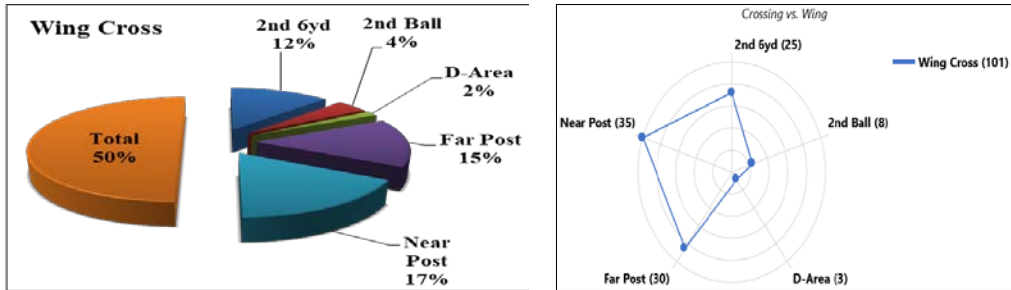 Wing Cross
2nd 6yd
12%
2nd Ball
4%
D-Area
2%
Far Post
15%
Near
Post
17%
Total
50%
Crossing vs. Wing
2nd 6yd (25)
Wing Cross (101)
Near Post (35)
2nd Ball (8)
Far Post (30)
D-Area (3)